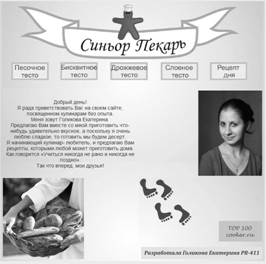 Синьор Пекарь
Песочное тесто
Бисквитное тесто
Дрожжевое тесто
Слоеное тесто
Рецепт дня
Добрый день!
Я рада приветствовать Вас на своем сайте,
посвященном кулинарам без опыта.
Меня зовут Голикова Екатерина.
Предлагаю Вам вместе со мной приготовить что-
нибудь удивительно вкусное, а поскольку я очень
люблю сладкое, то готовить мы будем десерт.
Я начинающий кулинар- любитель, и предлагаю Вам
рецепты, которыми любой может приготовить дома.
Как говорится «Учиться никогда не рано и никогда не
поздно»
Так что вперед, мои друзья!
TOP 100
cookar.ru
Разработала Голикова Екатерина PR-411